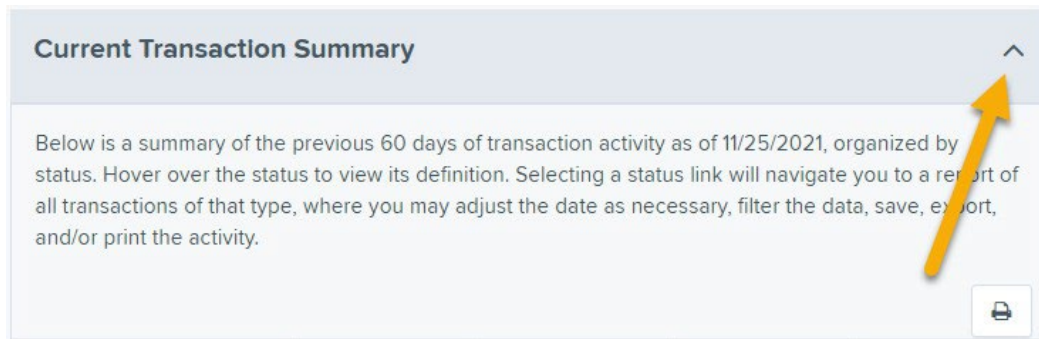 Current Transaction Summary
Below is a summary of the previous 60 days of transaction activity as of 11/25/2021, organized by
status. Hover over the status to view its definition. Selecting a status link will navigate you to a report of
all transactions of that type, where you may adjust the date as necessary, filter the data, save, export,
and/or print the activity.